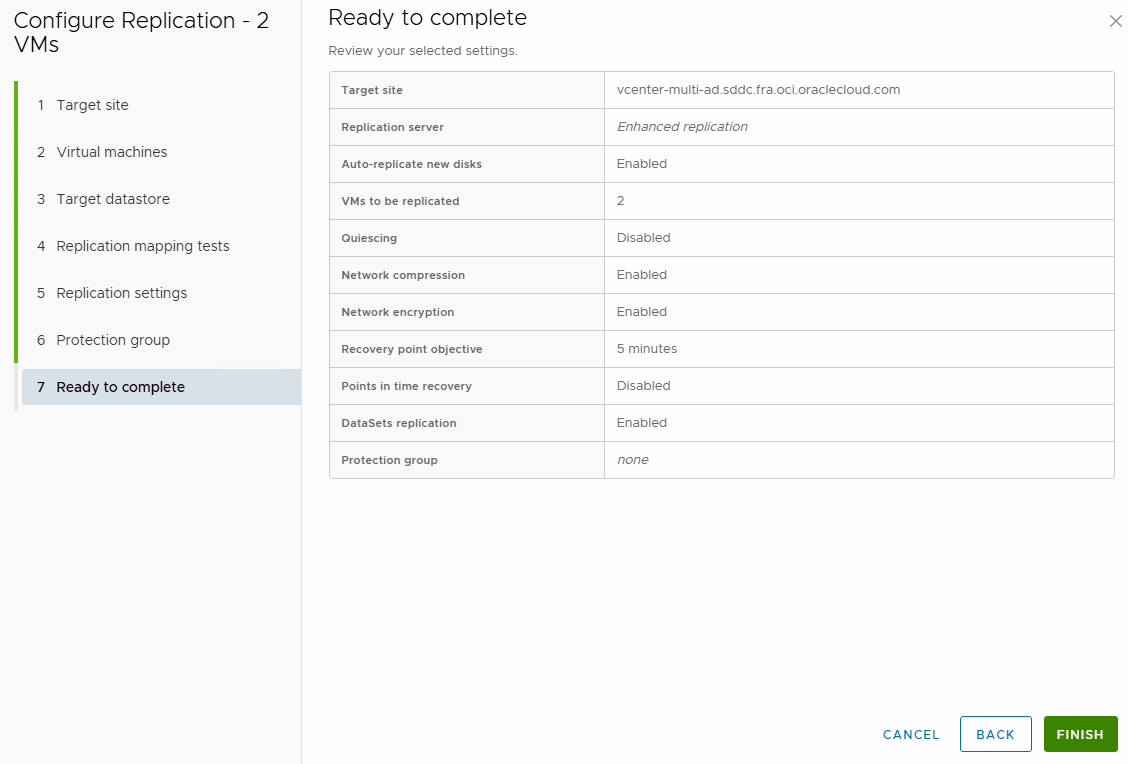 Configure Replication - 2
VMs
1 Target site
2 Virtual machines
3 Target datastore
4 Replication mapping tests
5 Replication settings
6 Protection group
7 Ready to complete
Ready to complete
Review your selected settings.
Target site vcenter-multi-ad.sddc.fra.oci.oraclecloud.com
Replication server Enhanced replication
Auto-replicate new disks Enabled
VMs to be replicated 2
Quiescing Disabled
Network compression Enabled
Network encryption Enabled
Recovery point objective 5 minutes
Points in time recovery Disabled
DataSets replication Enabled
Protection group none
CANCEL BACK FINISH